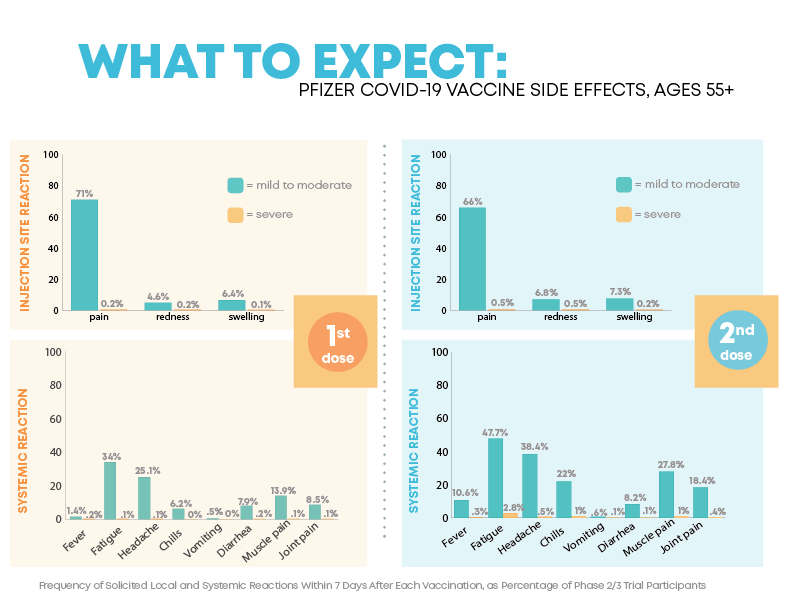 WHAT TO EXPECT:
PFIZER COVID-19 VACCINE SIDE EFFECTS, AGES 55+
INJECTION SITE REACTION
100
80
60
40
20
0
71%
0.2%
4.6%
0.2%
6.4%
0.1%
pain
redness
swelling
= mild to moderate
= severe
1st
dose
SYSTEMIC REACTION
100
80
60
40
20
0
1.4%
.2%
34%
.1%
25.1%
.1%
6.2%
0%
.5%
0%
7.9%
.2%
13.9%
.1%
8.5%
.1%
Fever
Fatigue
Headache
Chills
Vomiting
Diarrhea
Muscle pain
Joint pain
INJECTION SITE REACTION
100
80
60
40
20
0
66%
0.5%
6.8%
0.5%
7.3%
0.2%
pain
redness
swelling
= mild to moderate
= severe
2nd
dose
SYSTEMIC REACTION
100
80
60
40
20
0
10.6%
.3%
47.7%
2.8%
38.4%
.5%
22%
1%
.6%
.1%
8.2%
.1%
27.8%
1%
18.4%
.4%
Fever
Fatigue
Headache
Chills
Vomiting
Diarrhea
Muscle pain
Joint pain
Frequency of Solicited Local and Systemic Reactions Within 7 Days After Each Vaccination, as Percentage of Phase 2/3 Trial Participants